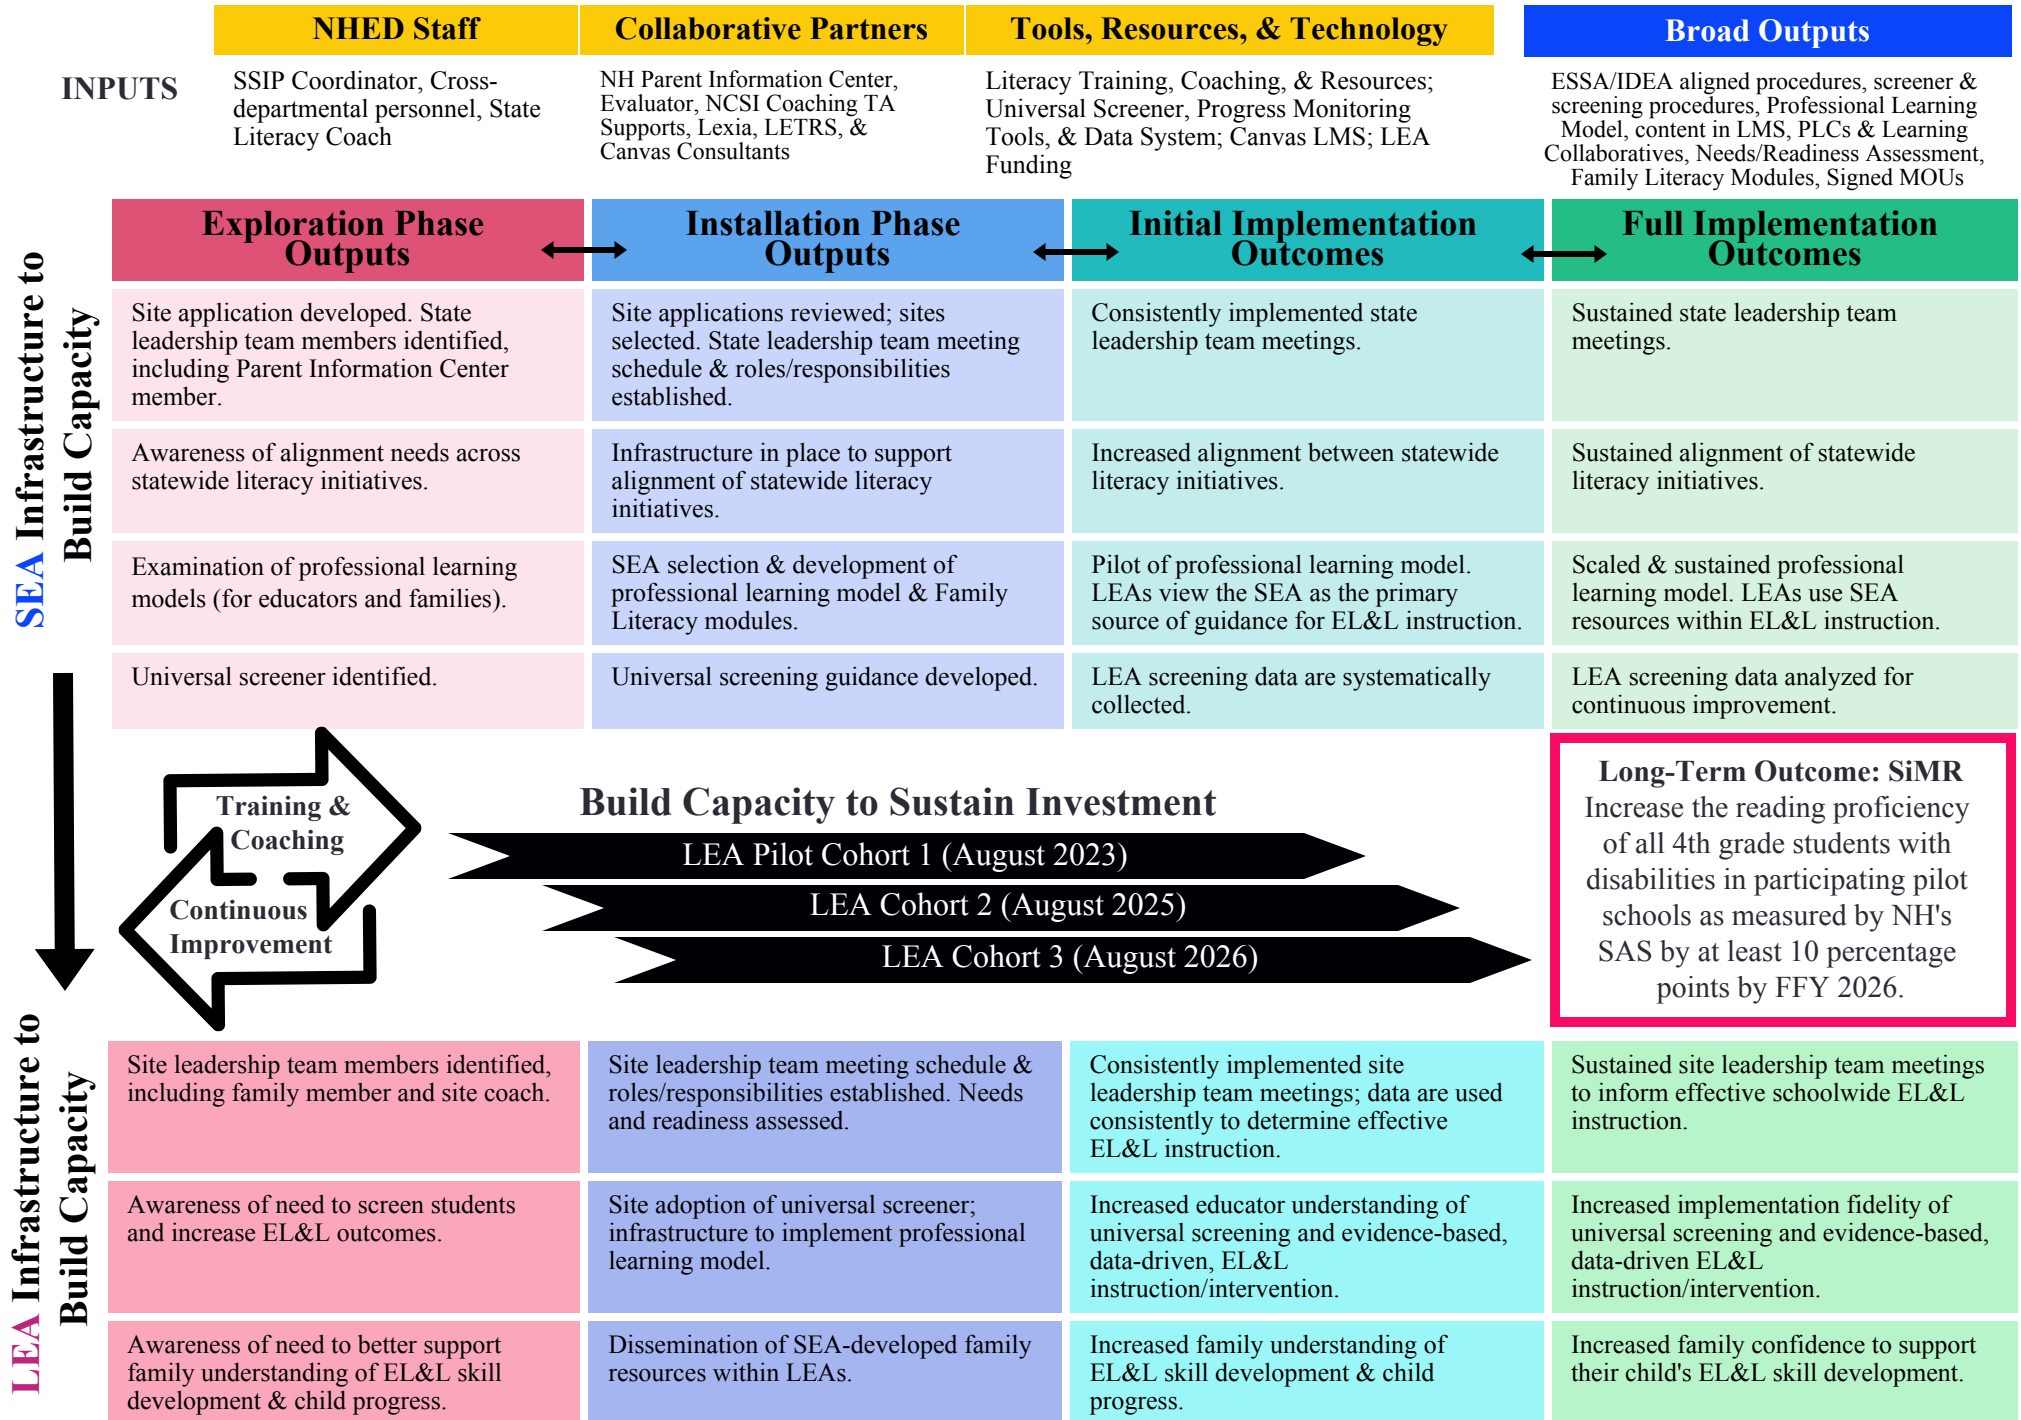 NHED Staff
Collaborative Partners
Tools, Resources, & Technology
Broad Outputs
INPUTS
SSIP Coordinator, Cross-
departmental personnel, State
Literacy Coach
NH Parent Information Center,
Evaluator, NCSI Coaching TA
Supports, Lexia, LETRS, &
Canvas Consultants
Literacy Training, Coaching, & Resources;
Universal Screener, Progress Monitoring
Tools, & Data System; Canvas LMS; LEA
Funding
ESSA/IDEA aligned procedures, screener &
screening procedures, Professional Learning
Model, content in LMS, PLCs & Learning
Collaboratives, Needs/Readiness Assessment,
Family Literacy Modules, Signed MOUs
SEA Infrastructure to
Build Capacity
Exploration Phase
Outputs
Installation Phase
Outputs
Initial Implementation
Outcomes
Full Implementation
Outcomes
Site application developed. State
leadership team members identified,
including Parent Information Center
member.
Site applications reviewed; sites
selected. State leadership team meeting
schedule & roles/responsibilities
established.
Consistently implemented state
leadership team meetings.
Sustained state leadership team
meetings.
Awareness of alignment needs across
statewide literacy initiatives.
Infrastructure in place to support
alignment of statewide literacy
initiatives.
Increased alignment between statewide
literacy initiatives.
Sustained alignment of statewide
literacy initiatives.
Examination of professional learning
models (for educators and families).
SEA selection & development of
professional learning model & Family
Literacy modules.
Pilot of professional learning model.
LEAs view the SEA as the primary
source of guidance for EL&L instruction.
Scaled & sustained professional
learning model. LEAs use SEA
resources within EL&L instruction.
Universal screener identified.
Universal screening guidance developed.
LEA screening data are systematically
collected.
LEA screening data analyzed for
continuous improvement.
Training &
Coaching
Continuous
Improvement
Build Capacity to Sustain Investment
LEA Pilot Cohort 1 (August 2023)
LEA Cohort 2 (August 2025)
LEA Cohort 3 (August 2026)
Long-Term Outcome: SiMR
Increase the reading proficiency
of all 4th grade students with
disabilities in participating pilot
schools as measured by NH's
SAS by at least 10 percentage
points by FFY 2026.
LEA Infrastructure to
Build Capacity
Site leadership team members identified,
including family member and site coach.
Site leadership team meeting schedule &
roles/responsibilities established. Needs
and readiness assessed.
Consistently implemented site
leadership team meetings; data are used
consistently to determine effective
EL&L instruction.
Sustained site leadership team meetings
to inform effective schoolwide EL&L
instruction.
Awareness of need to screen students
and increase EL&L outcomes.
Site adoption of universal screener;
infrastructure to implement professional
learning model.
Increased educator understanding of
universal screening and evidence-based,
data-driven, EL&L
instruction/intervention.
Increased implementation fidelity of
universal screening and evidence-based,
data-driven EL&L
instruction/intervention.
Awareness of need to better support
family understanding of EL&L skill
development & child progress.
Dissemination of SEA-developed family
resources within LEAs.
Increased family understanding of
EL&L skill development & child
progress.
Increased family confidence to support
their child's EL&L skill development.